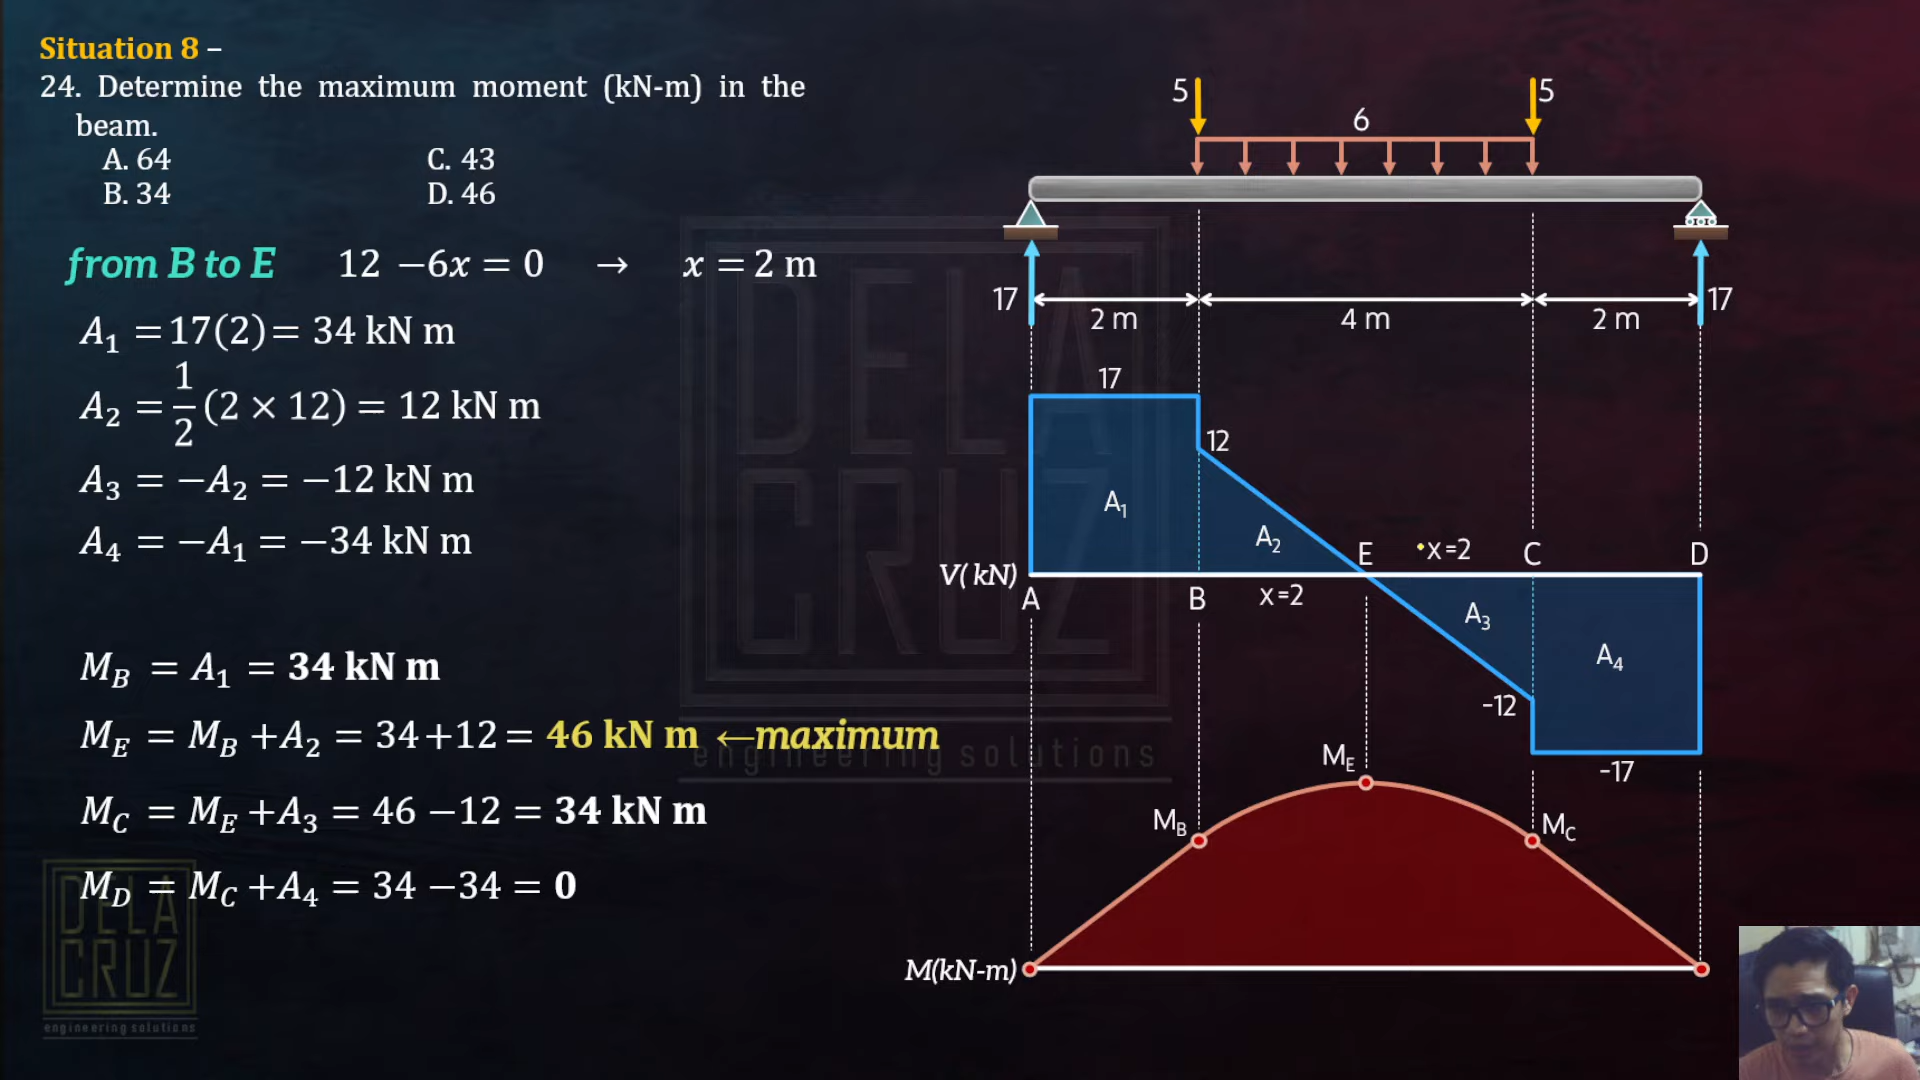 Situation 8 –
24. Determine the maximum moment (kN-m) in the
beam.
A. 64
C. 43
B. 34
D. 46
from B to E 12 −6x = 0 → x = 2 m
A₁ = 17(2) = 34 kN m
A₂ = 1/2 (2 × 12) = 12 kN m
A₃ = −A₂ = −12 kN m
A₄ = −A₁ = −34 kN m
M_B = A₁ = 34 kN m
M_E = M_B +A₂ = 34+12 = 46 kN m ←maximum
M_C = M_E +A₃ = 46 −12 = 34 kN m
M_D = M_C +A₄ = 34 −34 = 0
5
5
6
17
2 m
4 m
2 m
17
17
12
A₁
A₂
E
x=2
C
D
V( kN)
A
B
x=2
A₃
A₄
-12
-17
M_E
M_B
M_C
M(kN-m)
DELA
CRUZ
engineering solutions
DELA
CRUZ
engineering solutions